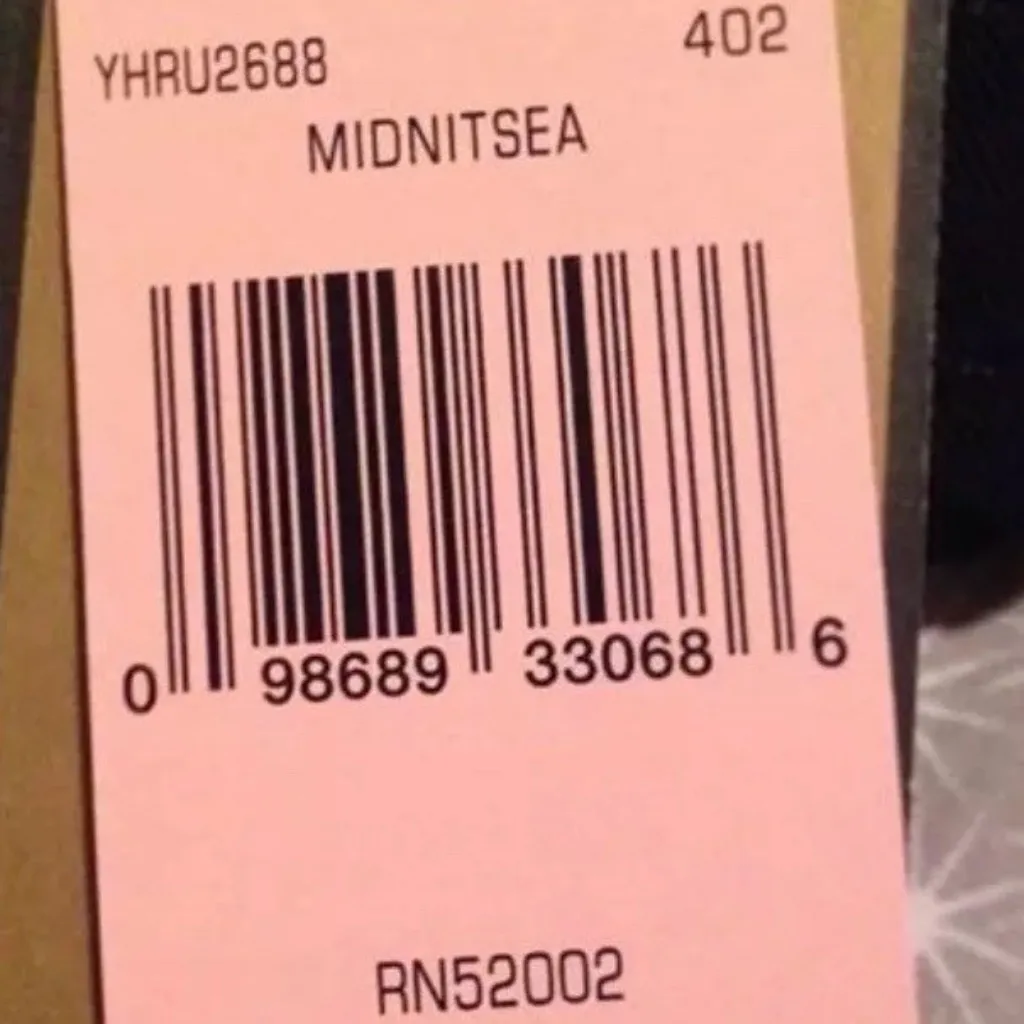 YHRU2688 402
MIDNITSEA
0 98689 33068 6
RN52002